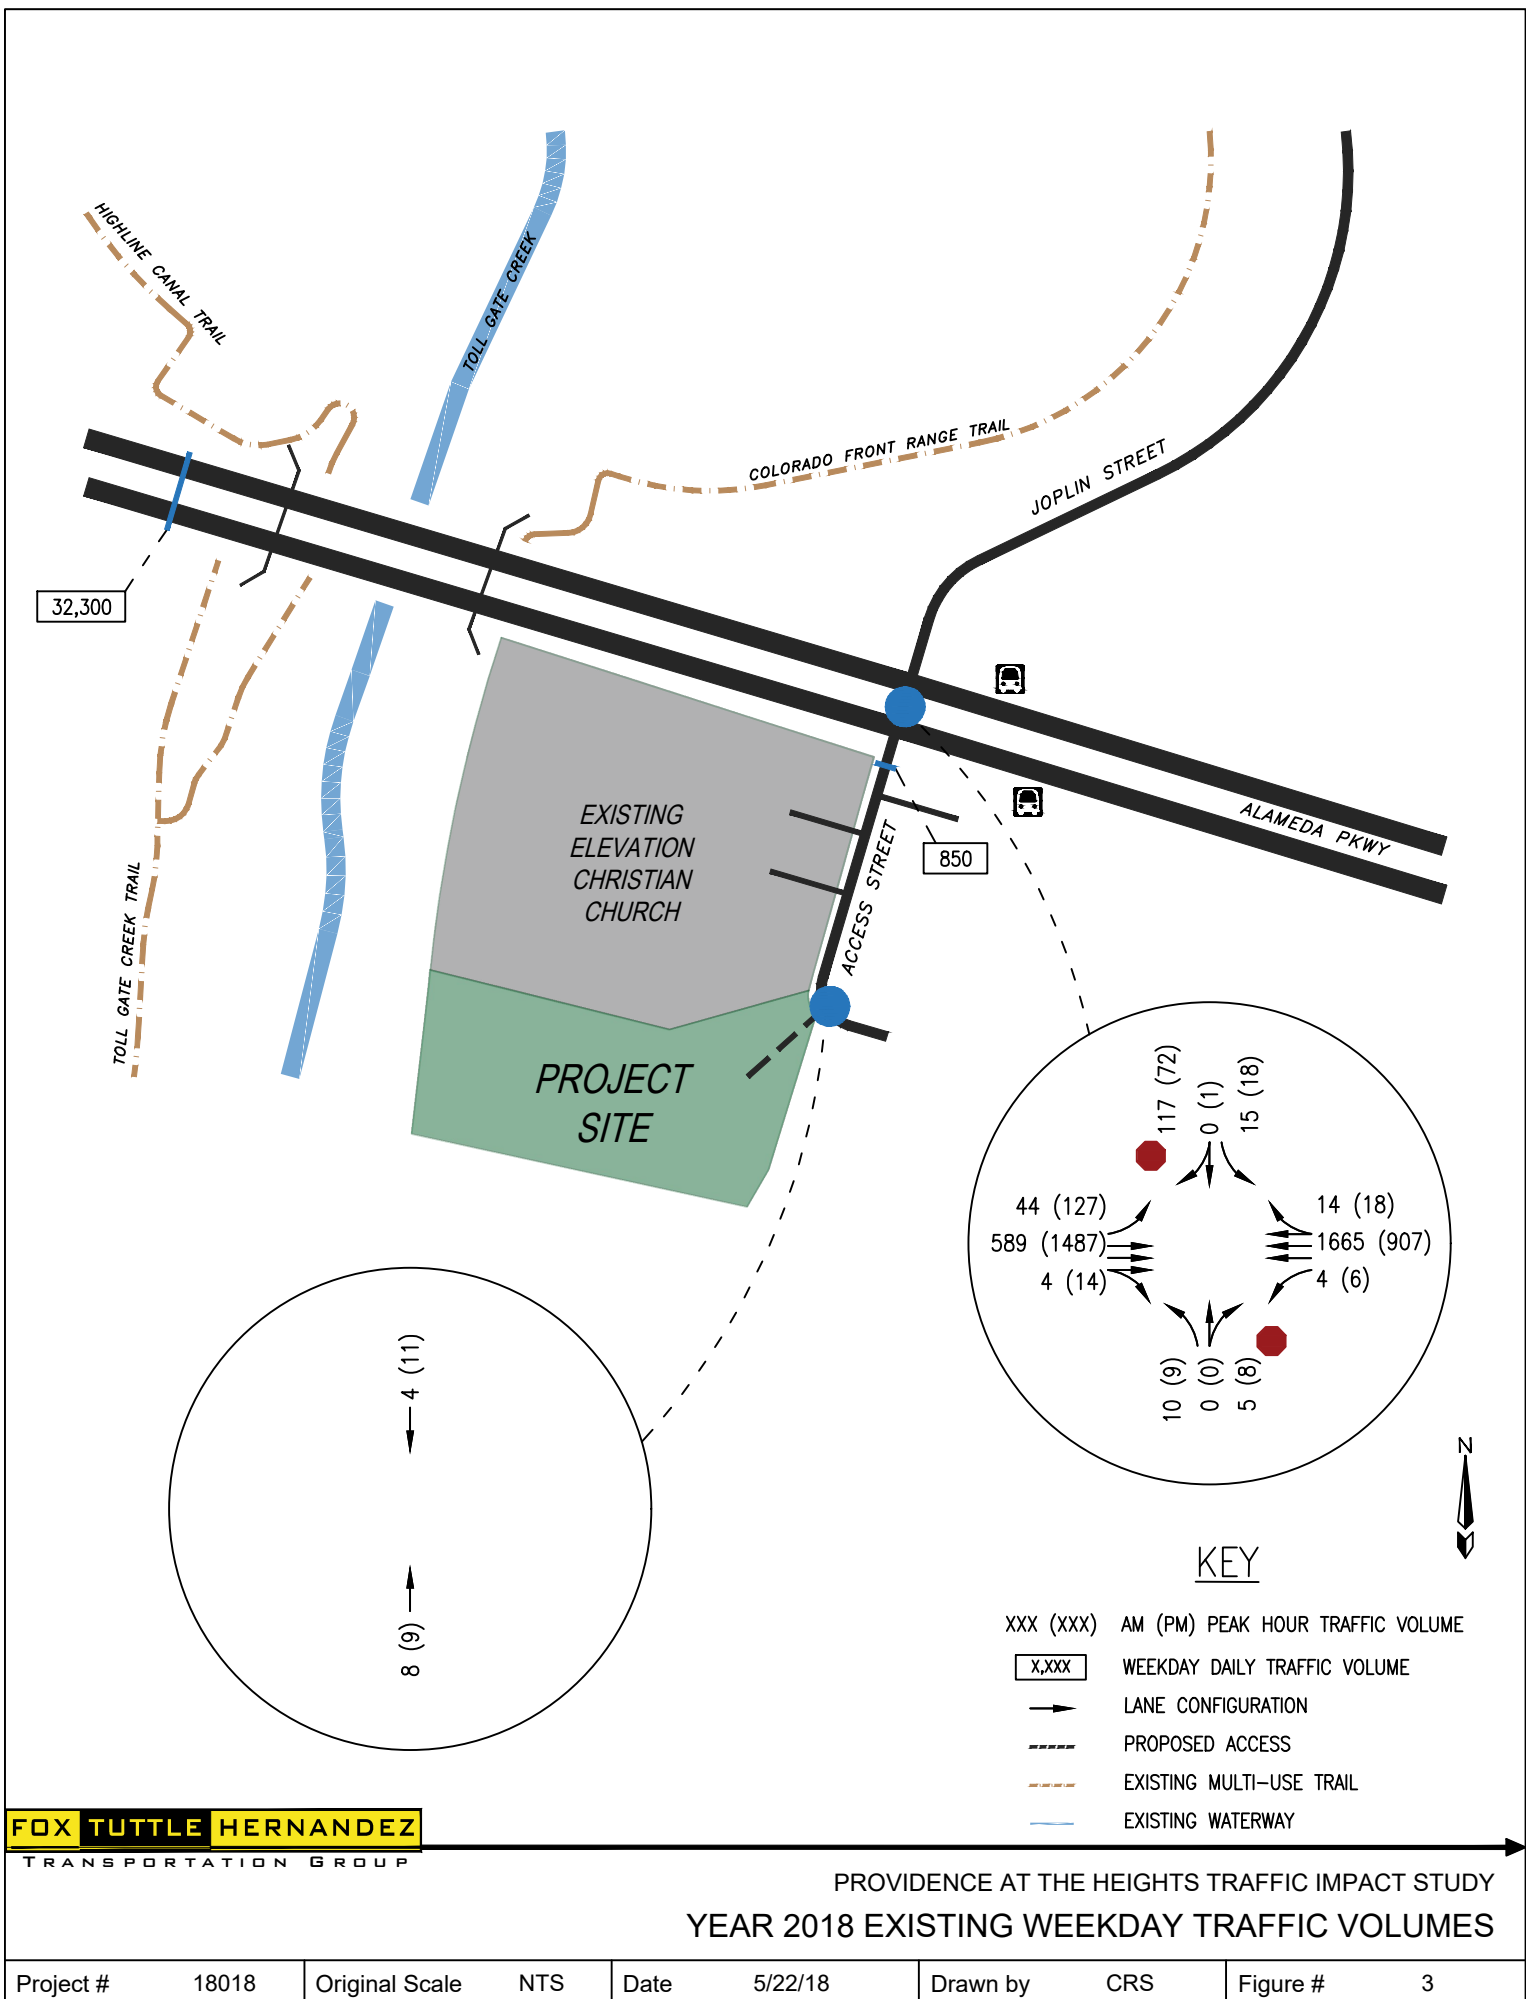 HIGHLINE CANAL TRAIL
TOLL GATE CREEK
COLORADO FRONT RANGE TRAIL
JOPLIN STREET
32,300
EXISTING
ELEVATION
CHRISTIAN
CHURCH
ALAMEDA PKWY
850
ACCESS STREET
TOLL GATE CREEK TRAIL
PROJECT
SITE
117 (72)
0 (1)
15 (18)
44 (127)
589 (1487)
4 (14)
14 (18)
1665 (907)
4 (6)
10 (9)
0 (0)
5 (8)
4 (11)
8 (9)
N
KEY
XXX (XXX) AM (PM) PEAK HOUR TRAFFIC VOLUME
X,XXX WEEKDAY DAILY TRAFFIC VOLUME
LANE CONFIGURATION
PROPOSED ACCESS
EXISTING MULTI-USE TRAIL
EXISTING WATERWAY
FOX TUTTLE HERNANDEZ
TRANSPORTATION GROUP
PROVIDENCE AT THE HEIGHTS TRAFFIC IMPACT STUDY
YEAR 2018 EXISTING WEEKDAY TRAFFIC VOLUMES
Project # 18018 Original Scale NTS Date 5/22/18 Drawn by CRS Figure # 3